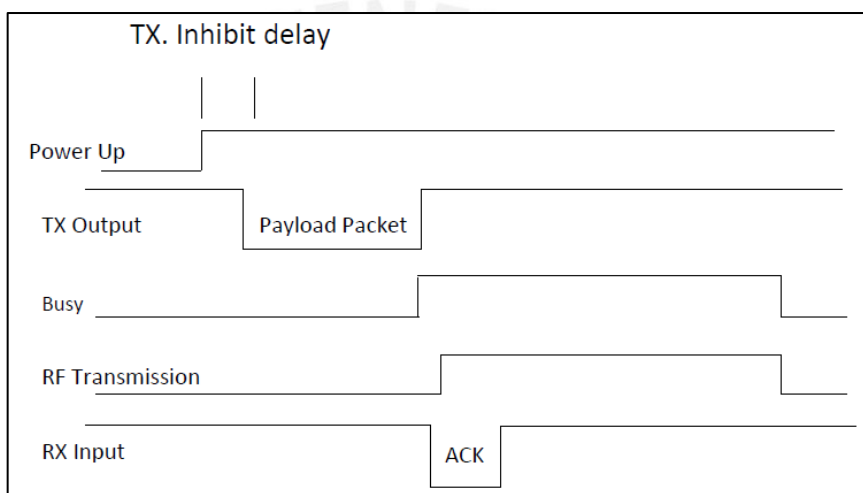 TX. Inhibit delay
Power Up
TX Output
Payload Packet
Busy
RF Transmission
RX Input
ACK